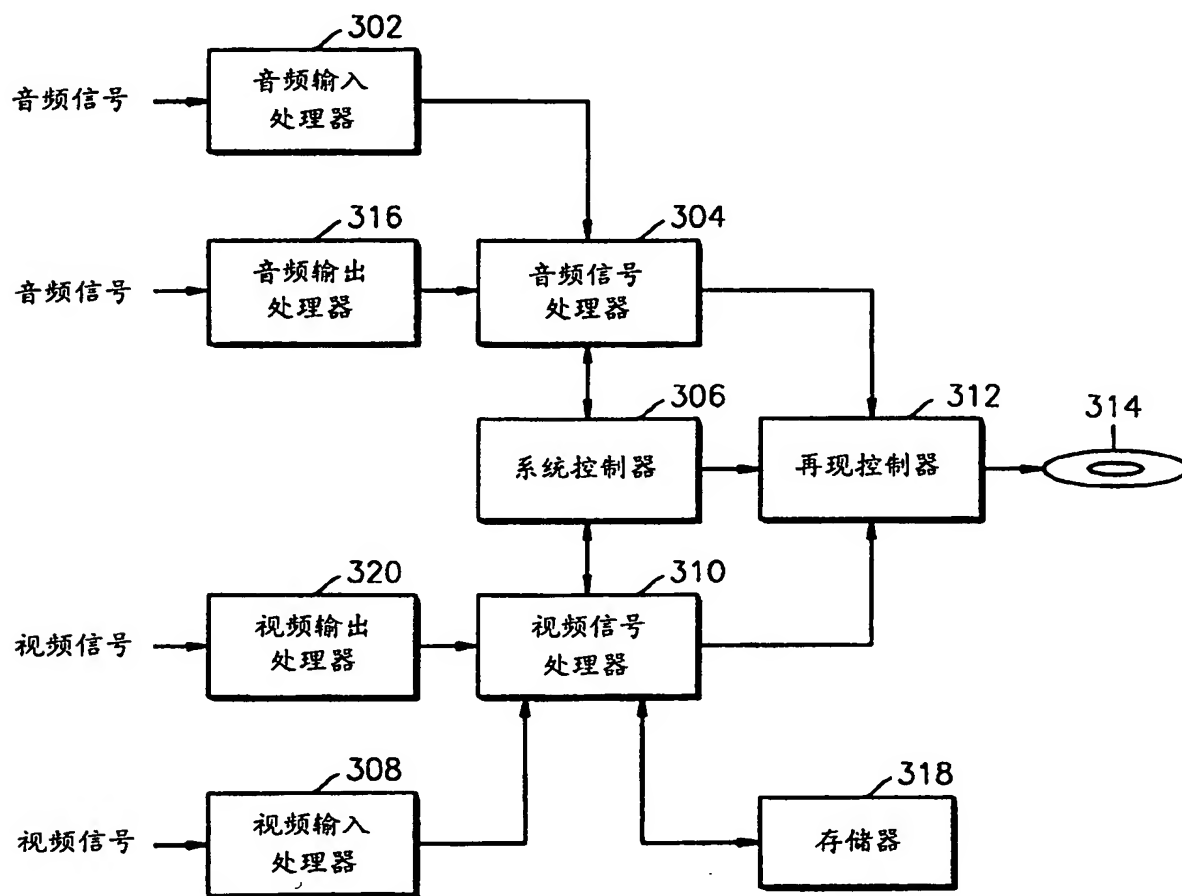 302
音频信号
音频输入
处理器
316
304
音频信号
音频输出
处理器
音频信号
处理器
306
312
314
系统控制器
再现控制器
320
310
视频信号
视频输出
处理器
视频信号
处理器
308
318
视频信号
视频输入
处理器
存储器